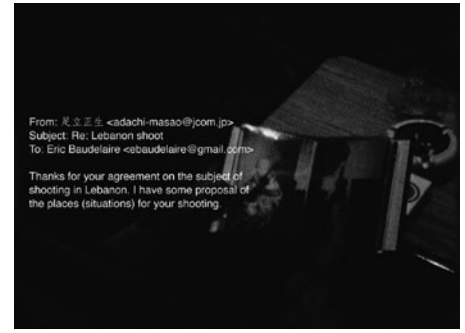 From: 足立正生 <adachi-masao@jcom.jp>
Subject: Re: Lebanon shoot
To: Eric Baudelaire <ebaudelaire@gmail.com>
Thanks for your agreement on the subject of
shooting in Lebanon. I have some proposal of
the places (situations) for your shooting.